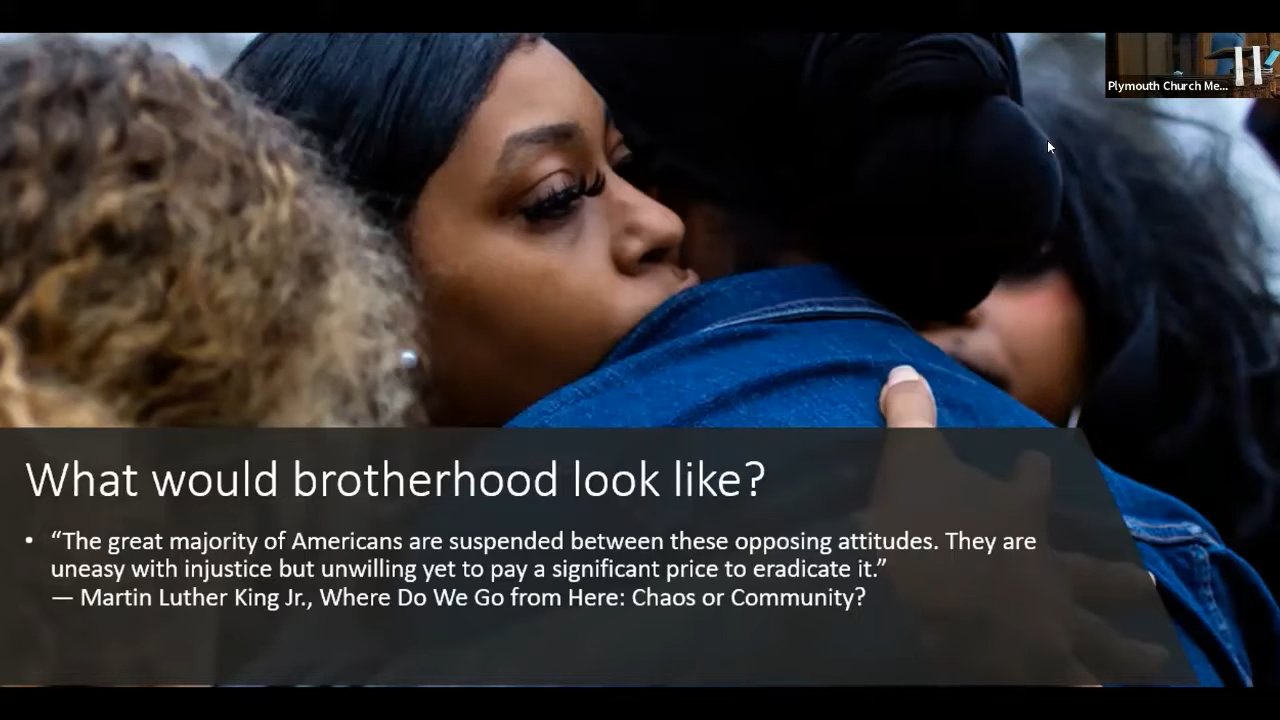 Plymouth Church Me...
What would brotherhood look like?
• “The great majority of Americans are suspended between these opposing attitudes. They are
uneasy with injustice but unwilling yet to pay a significant price to eradicate it.”
— Martin Luther King Jr., Where Do We Go from Here: Chaos or Community?